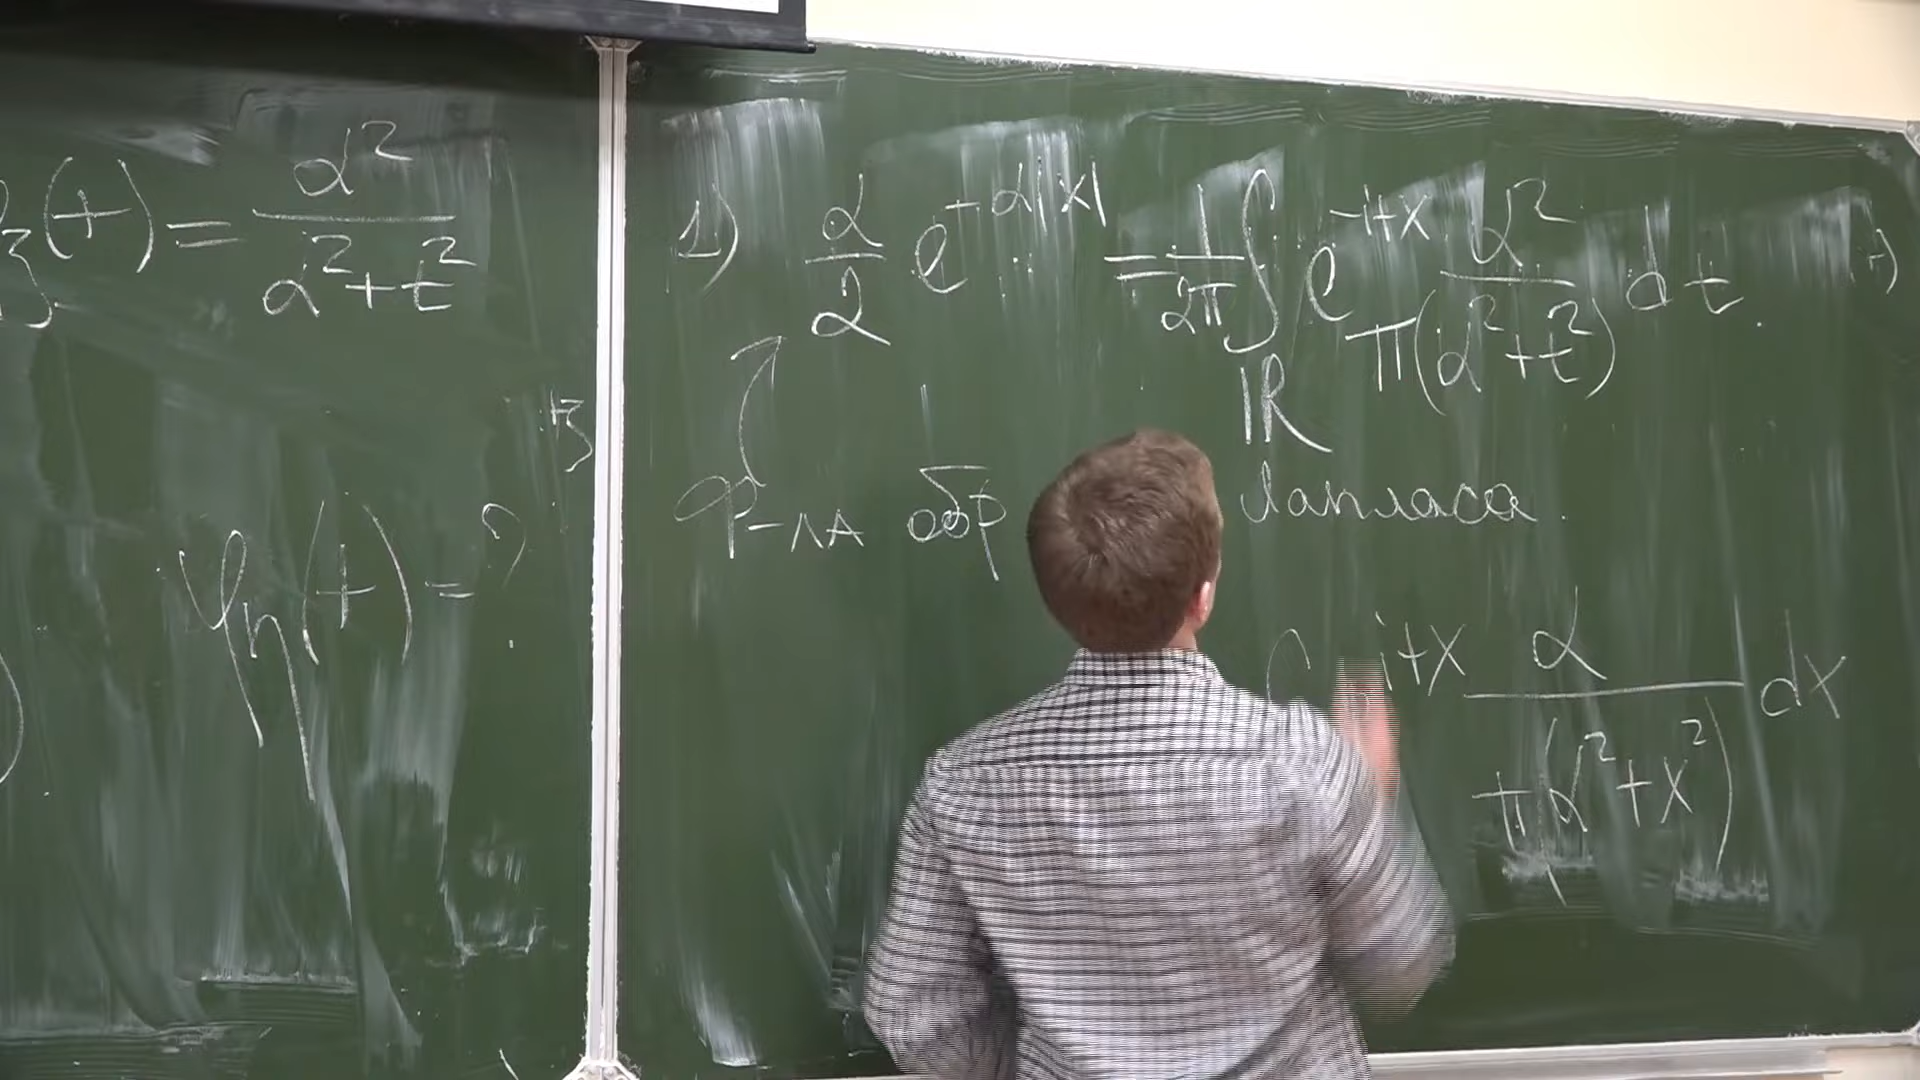 ξ(t) = α² / (α² + t²)
φ_η(t) = ?
1) α/2 e^{+α|x|} = 1/2π ∫_ℝ e^{-itx} α² / π(α² + t²) dt.
ф-ла обр
Лапласа.
itx α / π(α² + x²) dx